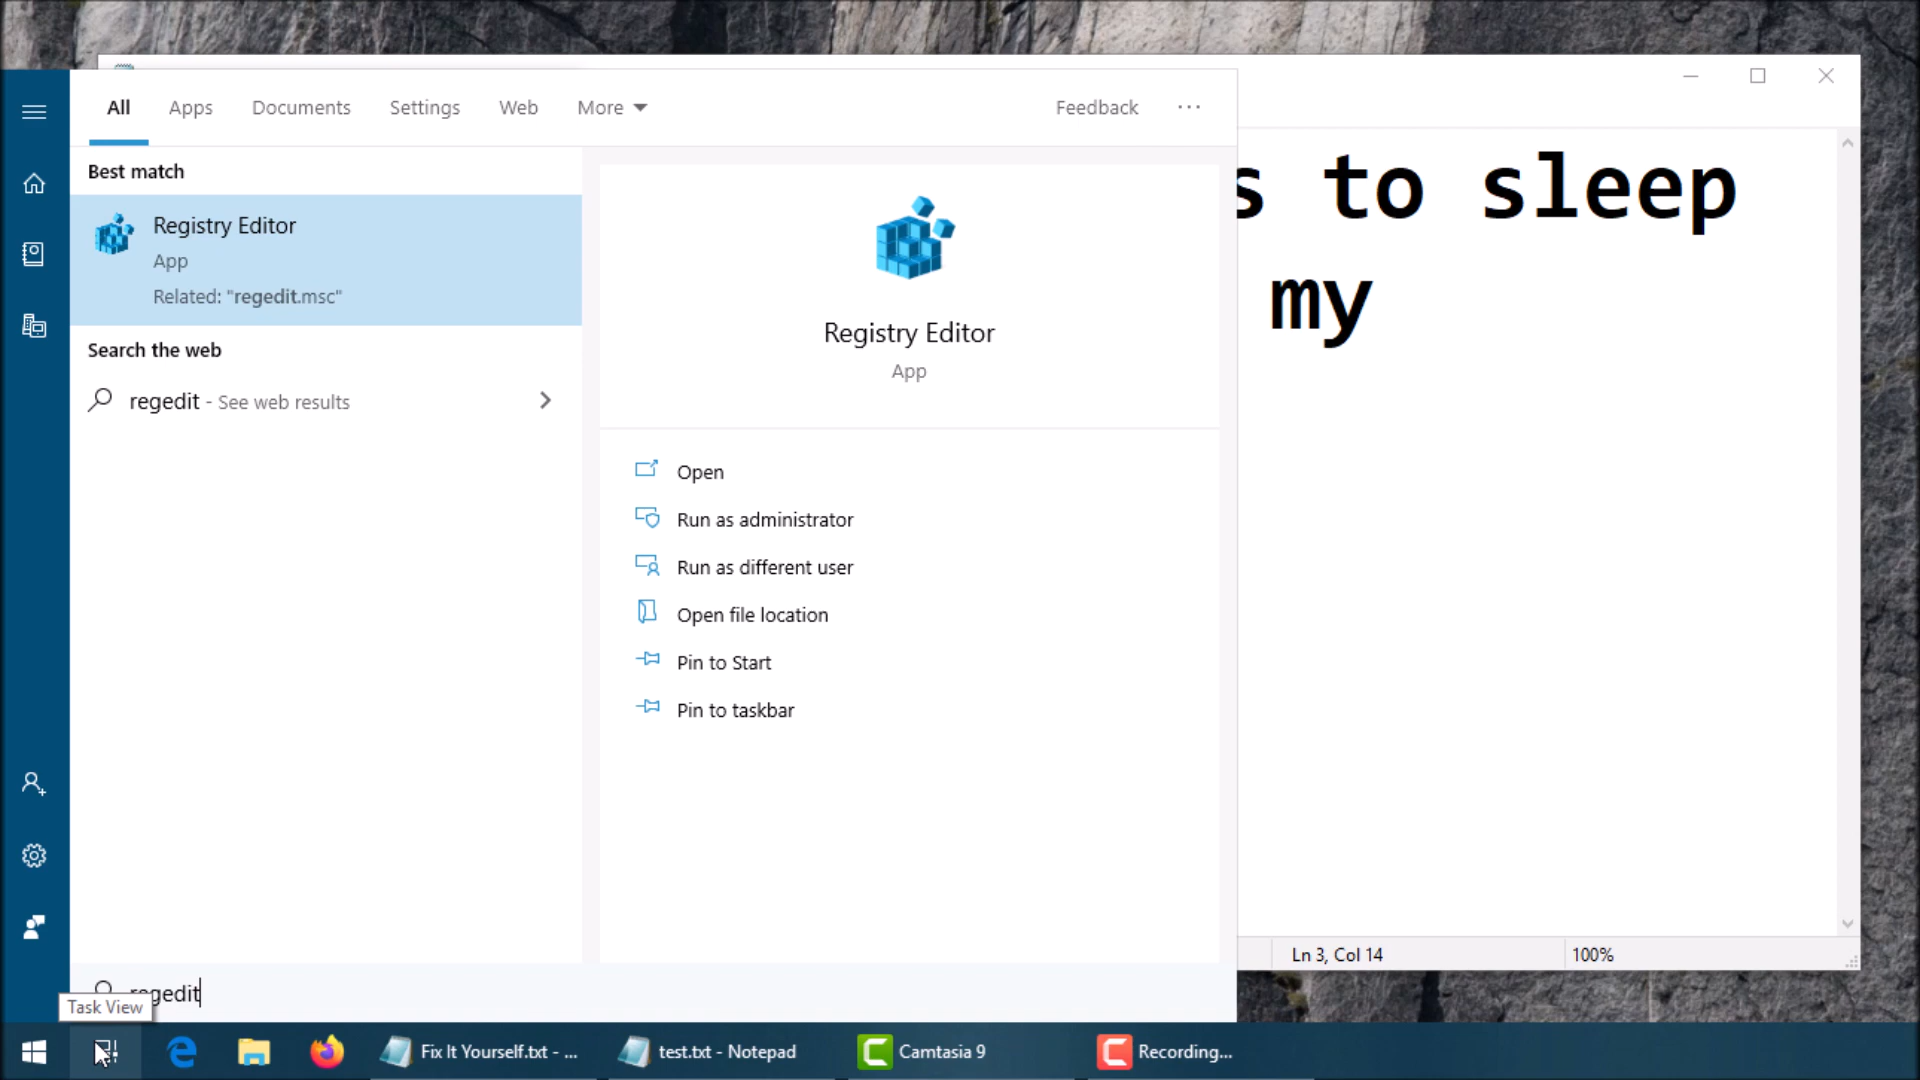 All Apps Documents Settings Web More Feedback ...
Best match
Registry Editor
App
Related: "regedit.msc"
Search the web
regedit - See web results
Registry Editor
App
Open
Run as administrator
Run as different user
Open file location
Pin to Start
Pin to taskbar
s to sleep
my
Ln 3, Col 14 100%
regedit
Task View
Fix It Yourself.txt - ... test.txt - Notepad Camtasia 9 Recording...